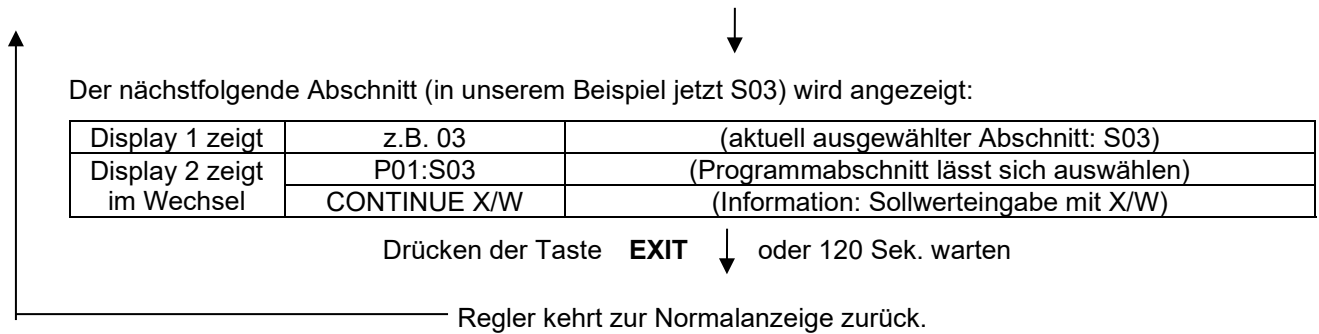 Der nächstfolgende Abschnitt (in unserem Beispiel jetzt S03) wird angezeigt:
Display 1 zeigt z.B. 03 (aktuell ausgewählter Abschnitt: S03)
Display 2 zeigt im Wechsel P01:S03 (Programmabschnitt lässt sich auswählen)
CONTINUE X/W (Information: Sollwerteingabe mit X/W)
Drücken der Taste EXIT oder 120 Sek. warten
Regler kehrt zur Normalanzeige zurück.